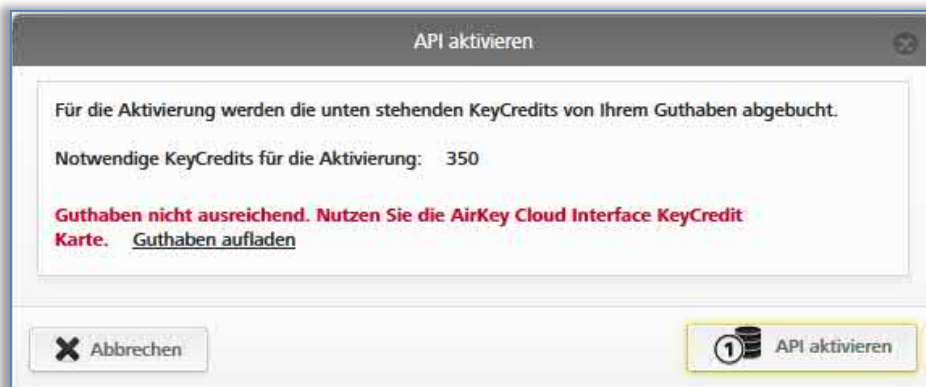 API aktivieren
Für die Aktivierung werden die unten stehenden KeyCredits von Ihrem Guthaben abgebucht.
Notwendige KeyCredits für die Aktivierung: 350
Guthaben nicht ausreichend. Nutzen Sie die AirKey Cloud Interface KeyCredit
Karte. Guthaben aufladen
Abbrechen
1 API aktivieren